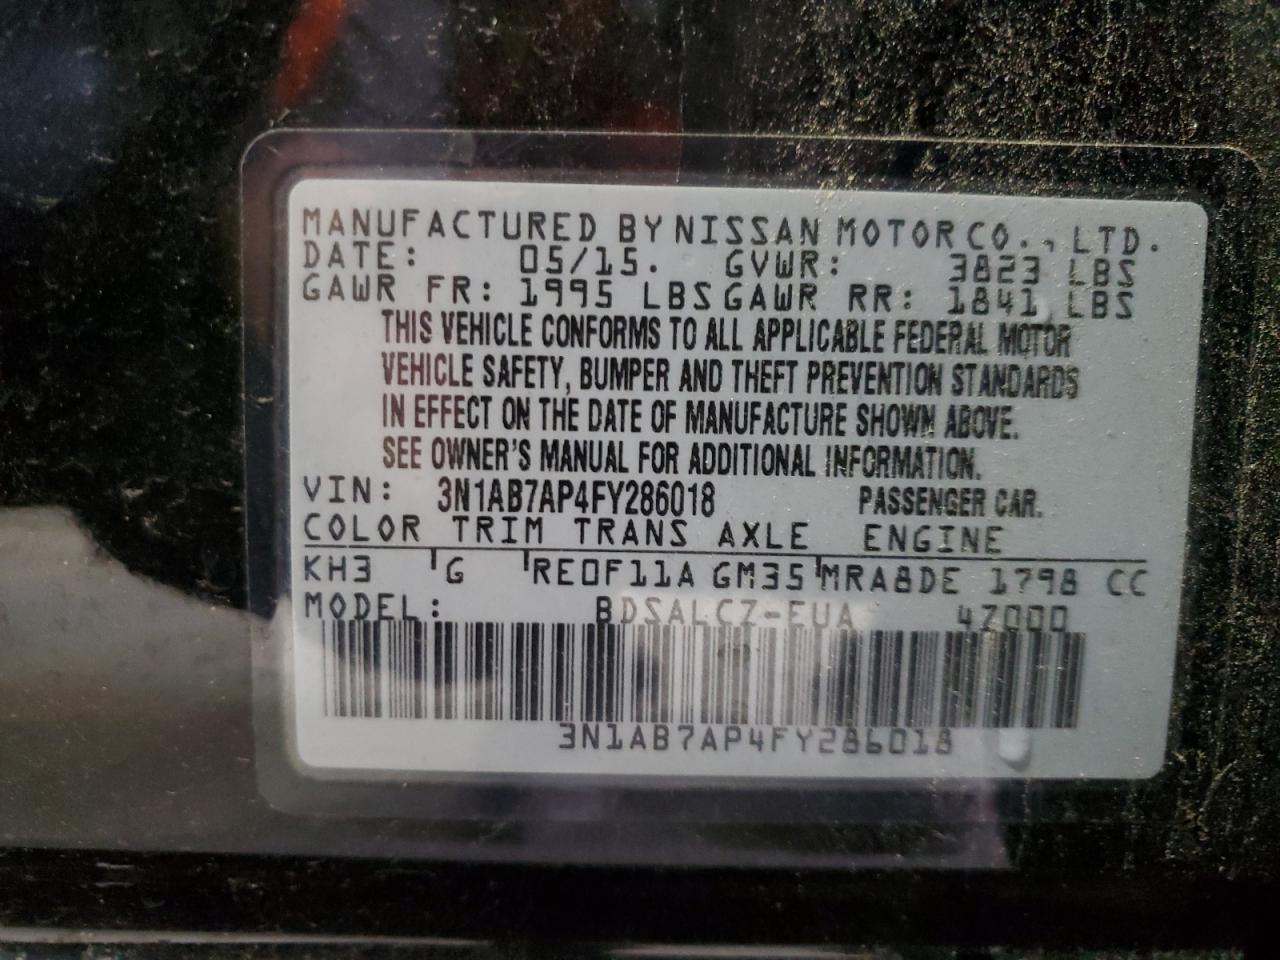 MANUFACTURED BY NISSAN MOTOR CO., LTD.
DATE: 05/15. GVWR: 3823 LBS
GAWR FR: 1995 LBS GAWR RR: 1841 LBS
THIS VEHICLE CONFORMS TO ALL APPLICABLE FEDERAL MOTOR
VEHICLE SAFETY, BUMPER AND THEFT PREVENTION STANDARDS
IN EFFECT ON THE DATE OF MANUFACTURE SHOWN ABOVE.
SEE OWNER'S MANUAL FOR ADDITIONAL INFORMATION.
VIN: 3N1AB7AP4FY286018 PASSENGER CAR.
COLOR TRIM TRANS AXLE ENGINE
KH3 G RE0F11A GM35 MRA8DE 1798 CC
MODEL: BDSALCZ-EUA 4Z000
3N1AB7AP4FY286018